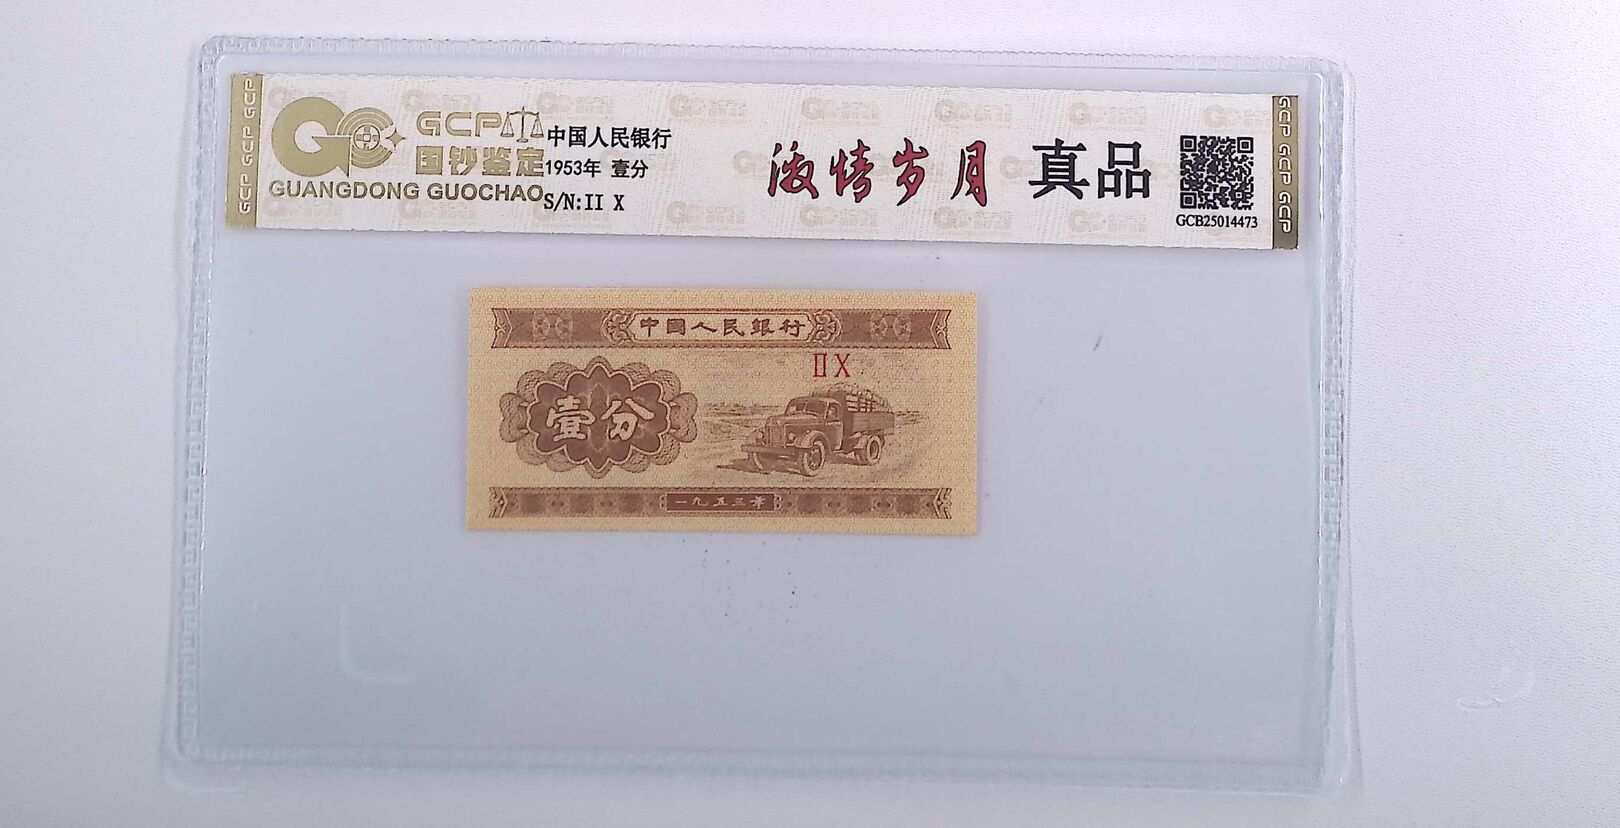 GCP GCP GCP
GCP
国钞鉴定
GUANGDONG GUOCHAO
中国人民银行
1953年 壹分
S/N:II X
激情岁月
真品
GCB25014473
GCP GCP GCP
中国人民银行
II X
壹分
一九五三年